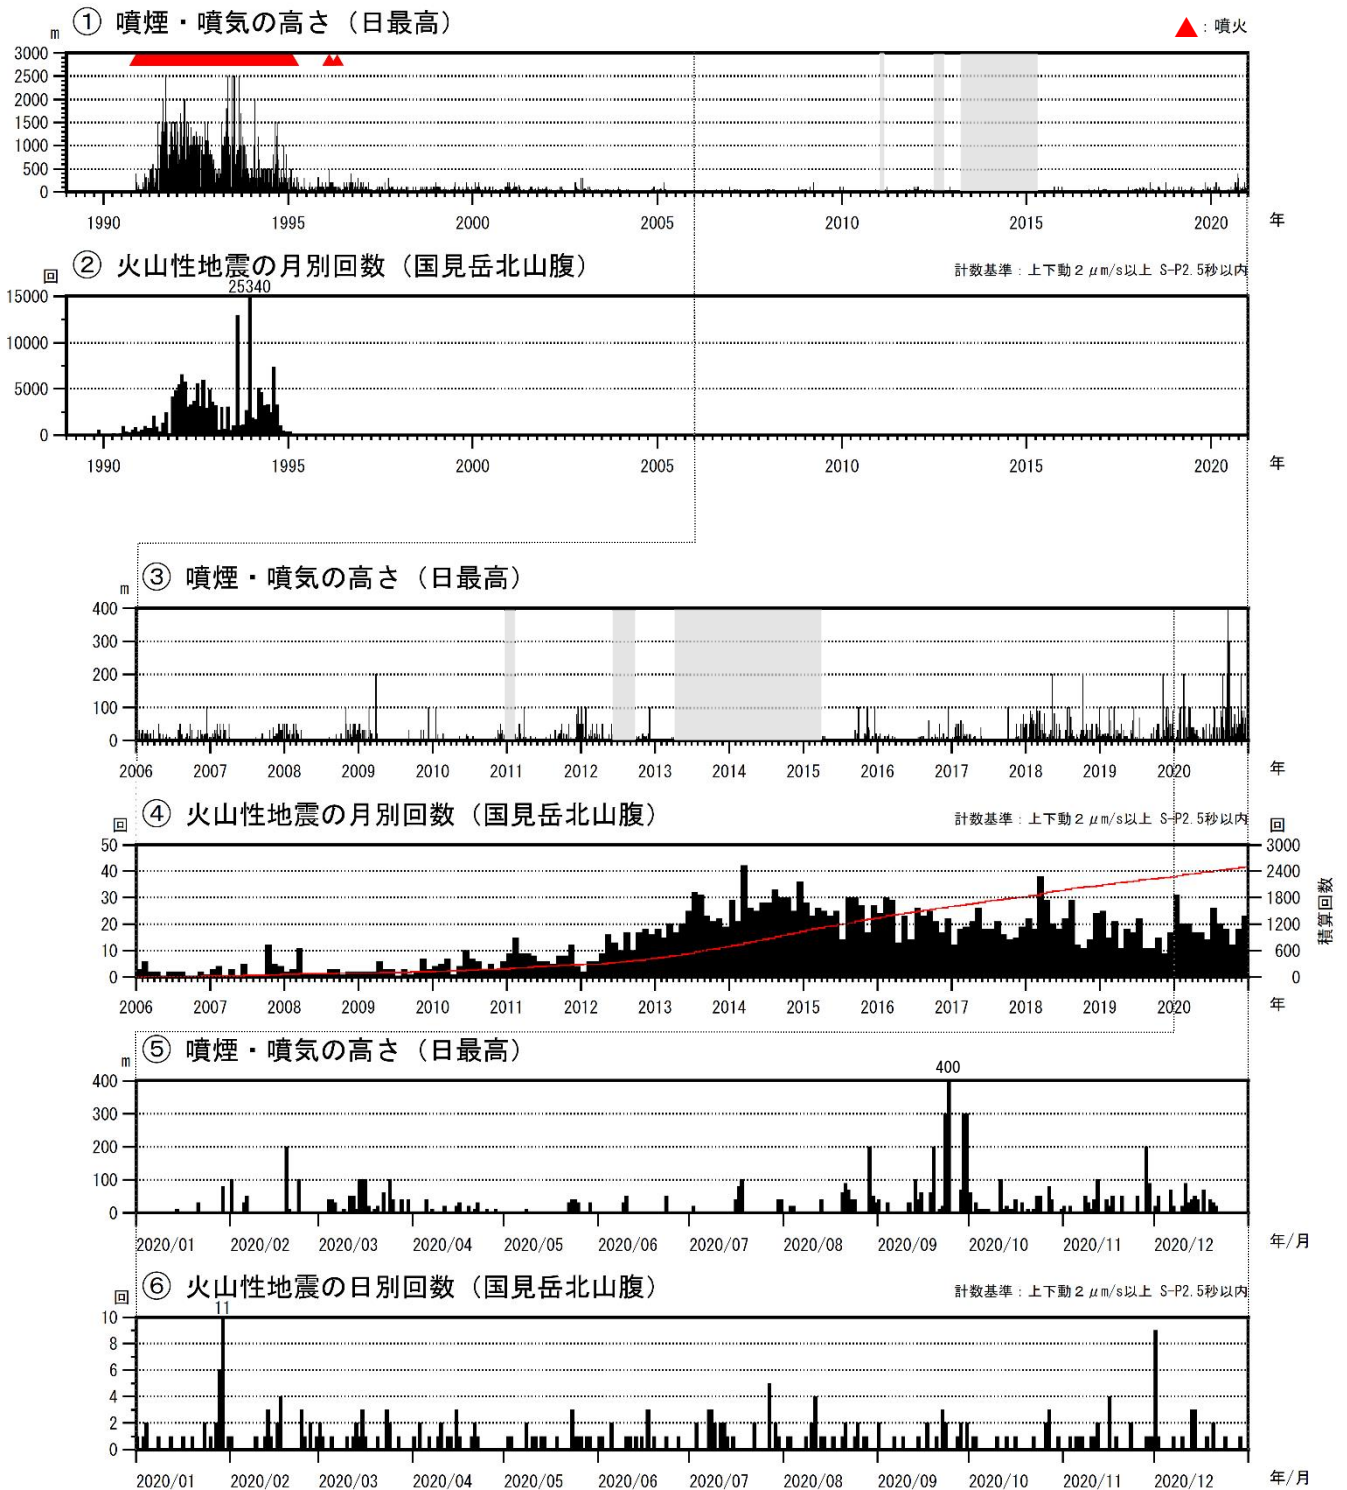 ① 噴煙・噴気の高さ（日最高）
▲：噴火
m
3000
2500
2000
1500
1000
500
0
1990 1995 2000 2005 2010 2015 2020 年
② 火山性地震の月別回数（国見岳北山腹）
計数基準：上下動２μm/s以上 S-P2.5秒以内
回
25340
15000
10000
5000
0
1990 1995 2000 2005 2010 2015 2020 年
③ 噴煙・噴気の高さ（日最高）
m
400
300
200
100
0
2006 2007 2008 2009 2010 2011 2012 2013 2014 2015 2016 2017 2018 2019 2020 年
④ 火山性地震の月別回数（国見岳北山腹）
計数基準：上下動２μm/s以上 S-P2.5秒以内
回 回
50 3000
40 2400
30 1800
20 1200
10 600
0 0
積算回数
2006 2007 2008 2009 2010 2011 2012 2013 2014 2015 2016 2017 2018 2019 2020 年
⑤ 噴煙・噴気の高さ（日最高）
m
400
400
300
200
100
0
2020/01 2020/02 2020/03 2020/04 2020/05 2020/06 2020/07 2020/08 2020/09 2020/10 2020/11 2020/12 年/月
⑥ 火山性地震の日別回数（国見岳北山腹）
計数基準：上下動２μm/s以上 S-P2.5秒以内
回
11
10
8
6
4
2
0
2020/01 2020/02 2020/03 2020/04 2020/05 2020/06 2020/07 2020/08 2020/09 2020/10 2020/11 2020/12 年/月